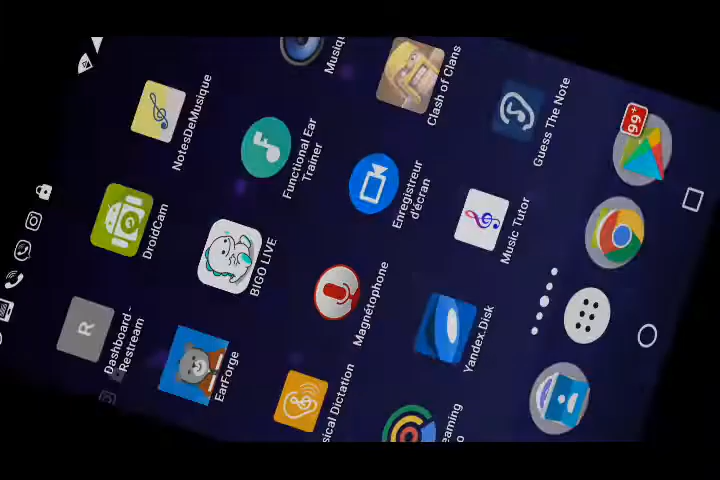 Dashboard -
Restream
DroidCam
NotesDeMusique
EarForge
BIGO LIVE
Functional Ear
Trainer
Musiqu
sical Dictation
Magnétophone
Enregistreur
d'écran
Clash of Clans
eaming
o
Yandex.Disk
Music Tutor
Guess The Note
99+
R